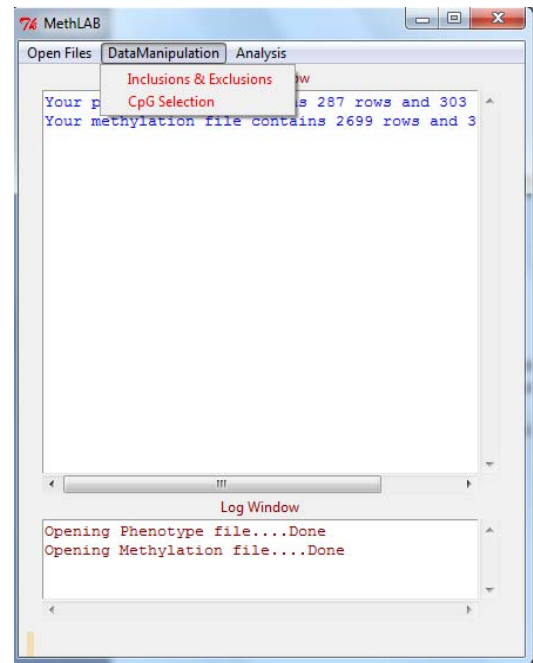 MethLAB
Open Files DataManipulation Analysis
Inclusions & Exclusions
CpG Selection
Your 287 rows and 303
Your methylation file contains 2699 rows and 3
Log Window
Opening Phenotype file....Done
Opening Methylation file....Done